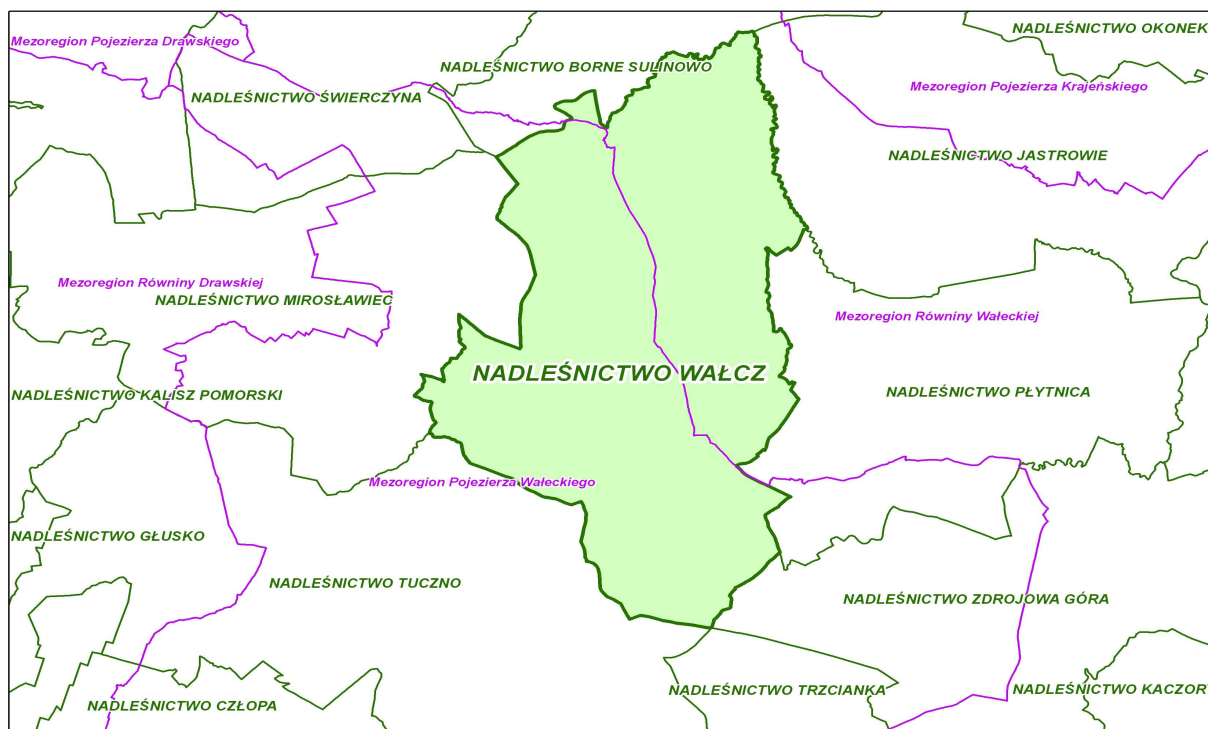 NADLEŚNICTWO OKONEK
Mezoregion Pojezierza Drawskiego
NADLEŚNICTWO BORNE SULINOWO
Mezoregion Pojezierza Krajeńskiego
NADLEŚNICTWO ŚWIERCZYNA
NADLEŚNICTWO JASTROWIE
Mezoregion Równiny Drawskiej
NADLEŚNICTWO MIROSŁAWIEC
Mezoregion Równiny Wałeckiej
NADLEŚNICTWO WAŁCZ
NADLEŚNICTWO KALISZ POMORSKI
NADLEŚNICTWO PŁYTNICA
Mezoregion Pojezierza Wałeckiego
NADLEŚNICTWO GŁUSKO
NADLEŚNICTWO TUCZNO
NADLEŚNICTWO ZDROJOWA GÓRA
NADLEŚNICTWO TRZCIANKA
NADLEŚNICTWO KACZORY
NADLEŚNICTWO CZŁOPA